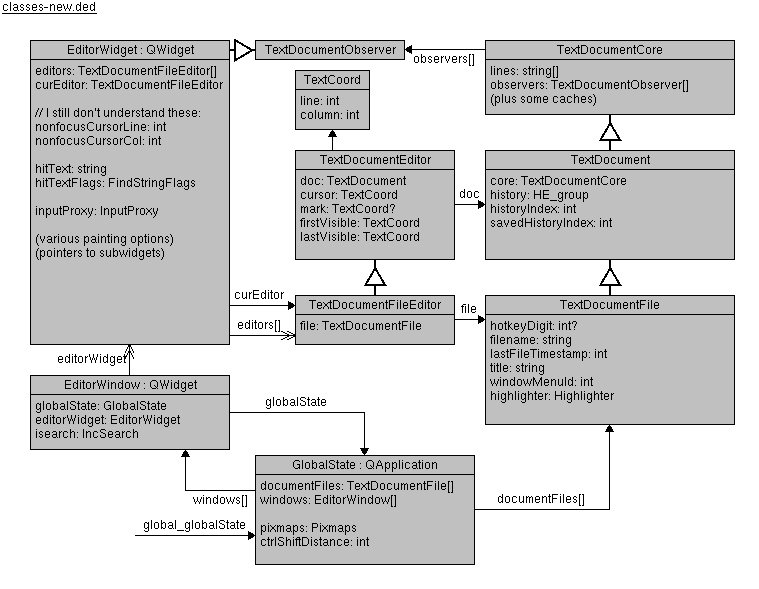 classes-new.ded
EditorWidget : QWidget
editors: TextDocumentFileEditor[]
curEditor: TextDocumentFileEditor
// I still don't understand these:
nonfocusCursorLine: int
nonfocusCursorCol: int
hitText: string
hitTextFlags: FindStringFlags
inputProxy: InputProxy
(various painting options)
(pointers to subwidgets)
TextDocumentObserver
observers[]
TextDocumentCore
lines: string[]
observers: TextDocumentObserver[]
(plus some caches)
TextCoord
line: int
column: int
TextDocumentEditor
doc: TextDocument
cursor: TextCoord
mark: TextCoord?
firstVisible: TextCoord
lastVisible: TextCoord
doc
TextDocument
core: TextDocumentCore
history: HE_group
historyIndex: int
savedHistoryIndex: int
curEditor
editors[]
TextDocumentFileEditor
file: TextDocumentFile
file
TextDocumentFile
hotkeyDigit: int?
filename: string
lastFileTimestamp: int
title: string
windowMenuId: int
highlighter: Highlighter
editorWidget
EditorWindow : QWidget
globalState: GlobalState
editorWidget: EditorWidget
isearch: IncSearch
globalState
GlobalState : QApplication
documentFiles: TextDocumentFile[]
windows: EditorWindow[]
pixmaps: Pixmaps
ctrlShiftDistance: int
windows[]
documentFiles[]
global_globalState